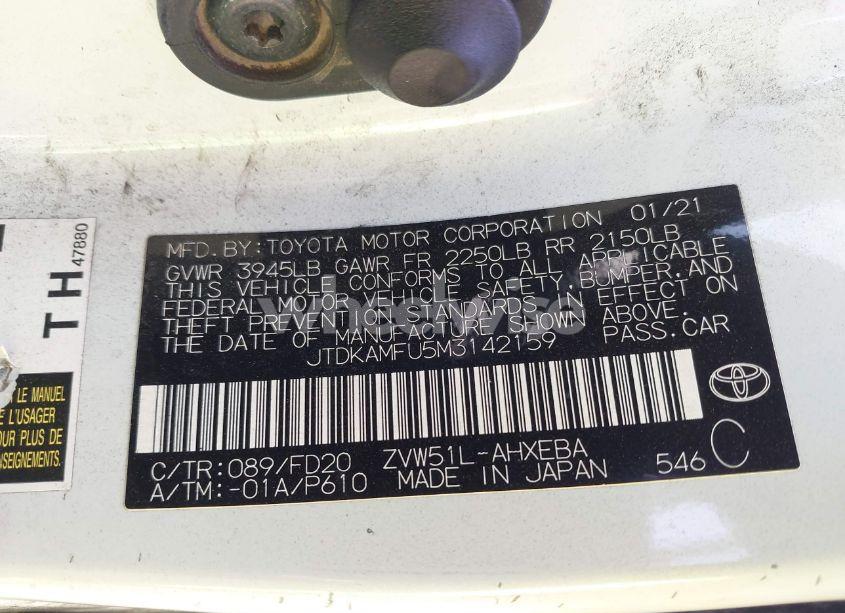 MFD. BY: TOYOTA MOTOR CORPORATION 01/21
GVWR 3945LB GAWR FR 2250LB RR 2150LB
THIS VEHICLE CONFORMS TO ALL APPLICABLE
FEDERAL MOTOR VEHICLE SAFETY, BUMPER, AND
THEFT PREVENTION STANDARDS IN EFFECT ON
THE DATE OF MANUFACTURE SHOWN ABOVE.
JTDKAMFU5M3142159 PASS. CAR
C/TR: 089/FD20 ZVW51L-AHXEBA
A/TM: -01A/P610 MADE IN JAPAN 546 C
TH
47880
LE MANUEL
L'USAGER
OUR PLUS DE
NSEIGNEMENTS.